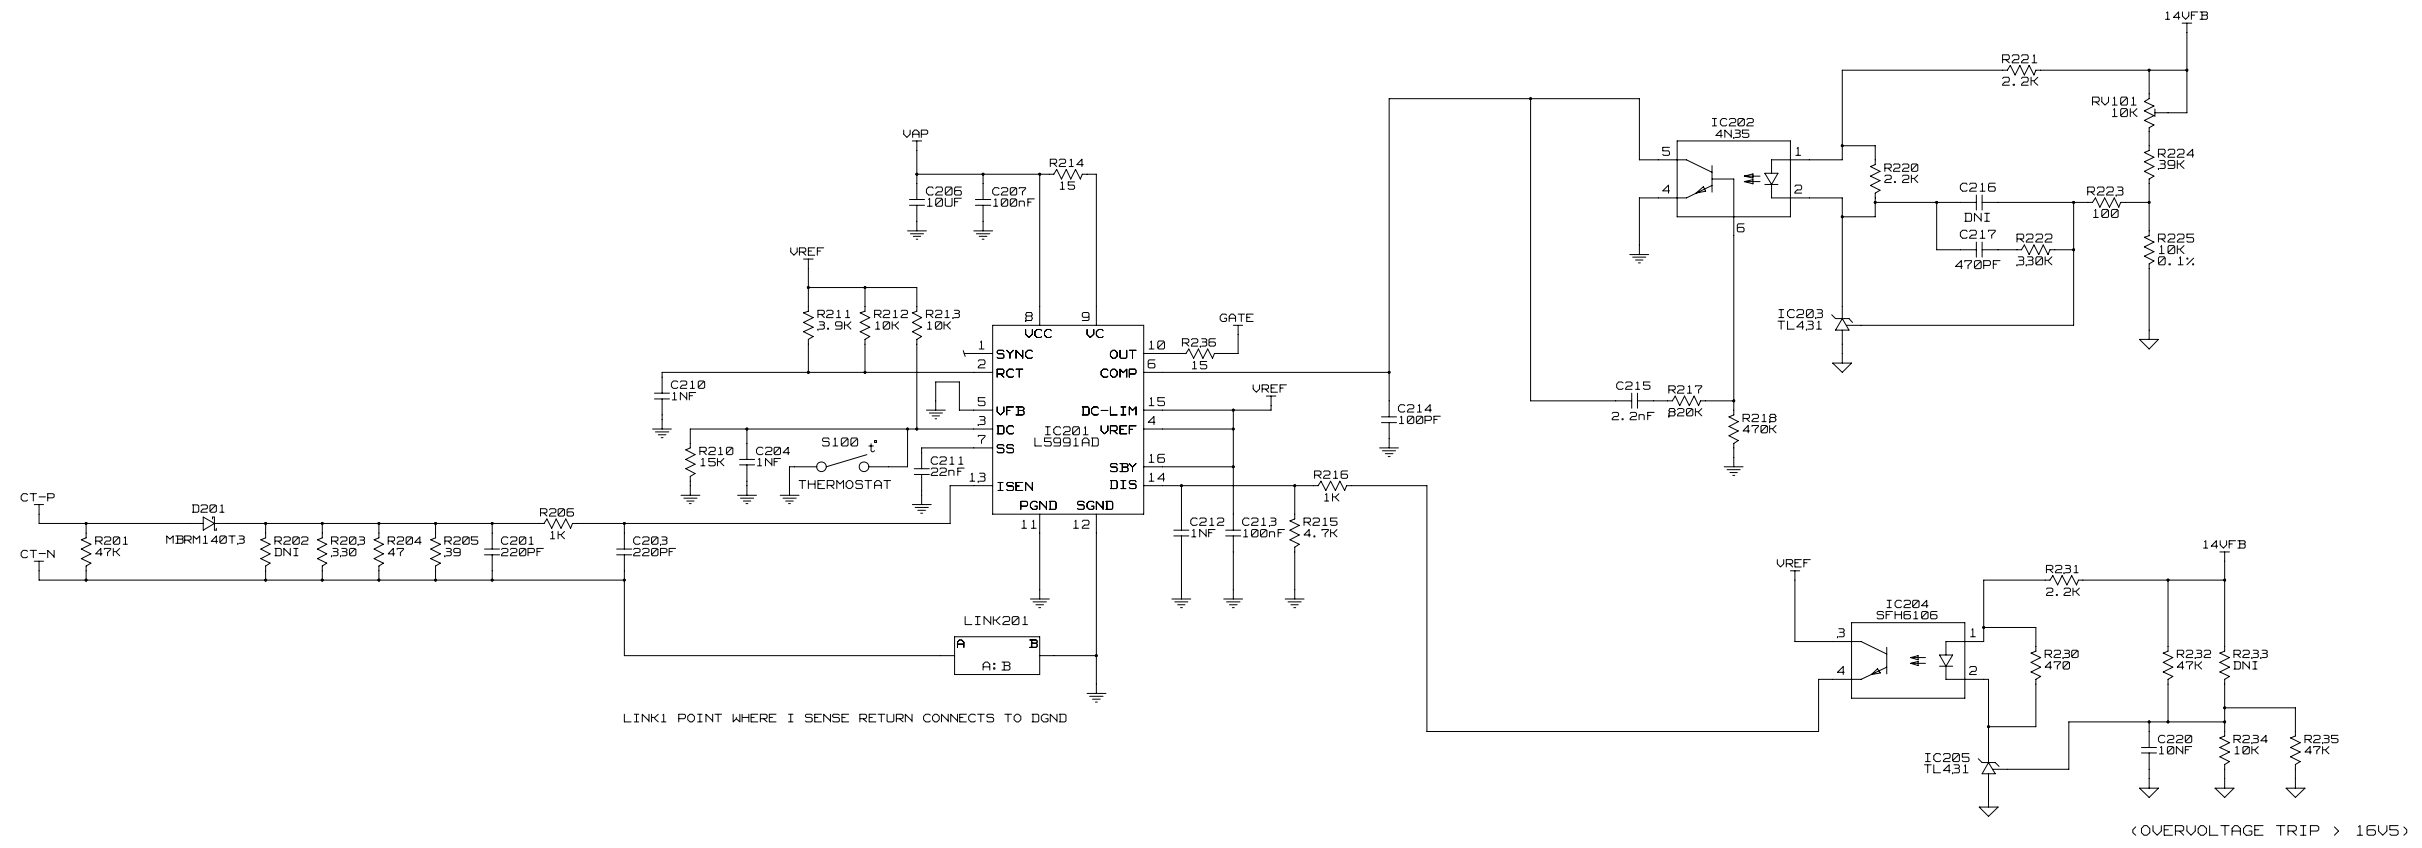 14VFB
R221
2.2K
RV101
10K
IC202
4N35
VAP
R214
15
5
1
R224
39K
C206
10UF
C207
100nF
R220
2.2K
4
2
C216
DNI
R223
100
6
C217
470PF
R222
330K
R225
10K
0.1%
VREF
R211
3.9K
R212
10K
R213
10K
8
9
VCC
VC
GATE
IC203
TL431
1
SYNC
OUT
10
R236
15
2
RCT
COMP
6
C210
1NF
VREF
5
VFB
DC-LIM
15
C214
100PF
C215
2.2nF
R217
820K
R218
470K
3
DC
IC201
L5991AD
VREF
4
S100
t°
THERMOSTAT
7
SS
R210
15K
C204
1NF
C211
22nF
SBY
16
13
ISEN
DIS
14
R216
1K
PGND
SGND
11
12
CT-P
D201
MBRM140T3
R206
1K
C212
1NF
C213
100nF
R215
4.7K
CT-N
R201
47K
R202
DNI
R203
330
R204
47
R205
39
C201
220PF
C203
220PF
14VFB
VREF
R231
2.2K
IC204
SFH6106
LINK201
A
B
A:B
3
1
4
2
R230
470
R232
47K
R233
DNI
LINK1 POINT WHERE I SENSE RETURN CONNECTS TO DGND
IC205
TL431
C220
10NF
R234
10K
R235
47K
(OVERVOLTAGE TRIP > 16V5)